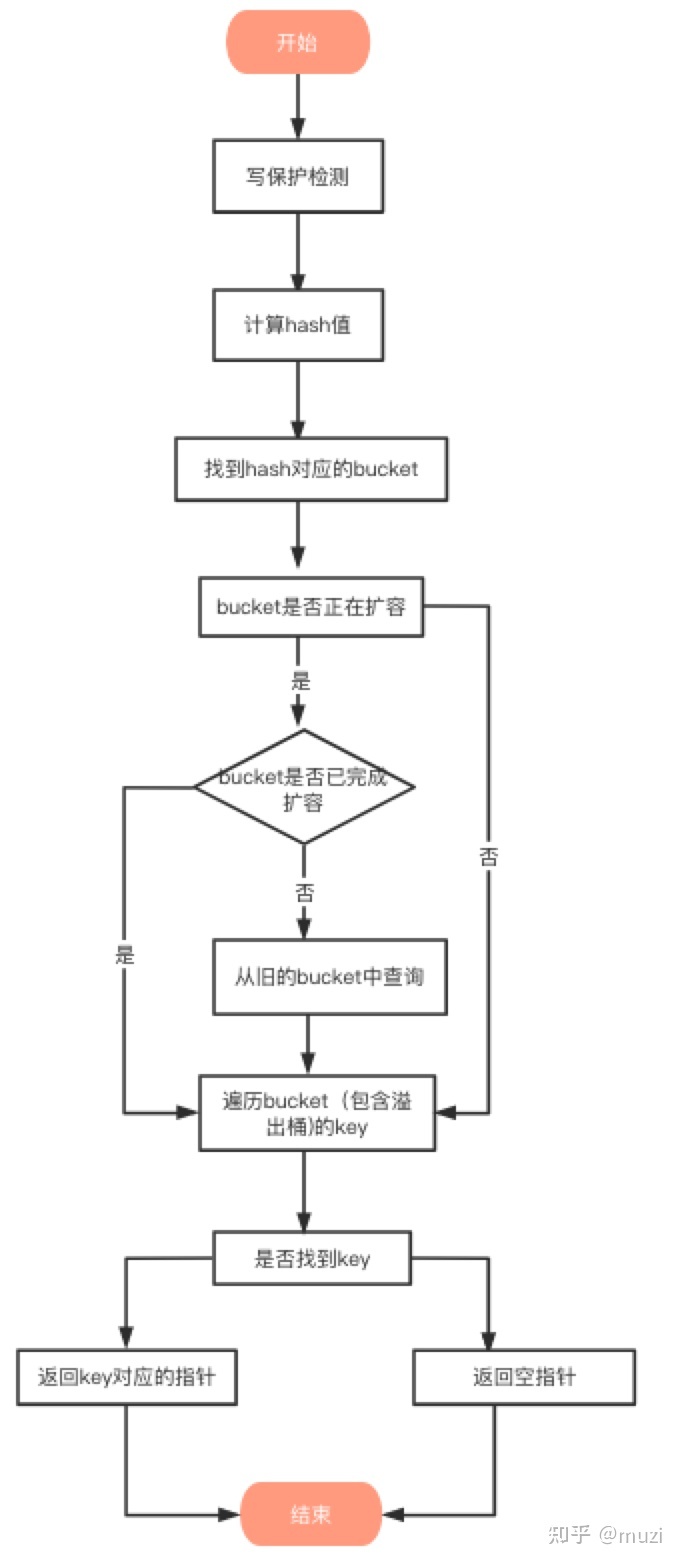 开始
写保护检测
计算hash值
找到hash对应的bucket
bucket是否正在扩容
是
bucket是否已完成
扩容
否
否
是
从旧的bucket中查询
遍历bucket（包含溢
出桶)的key
是否找到key
返回key对应的指针
返回空指针
结束
知乎 @muzi